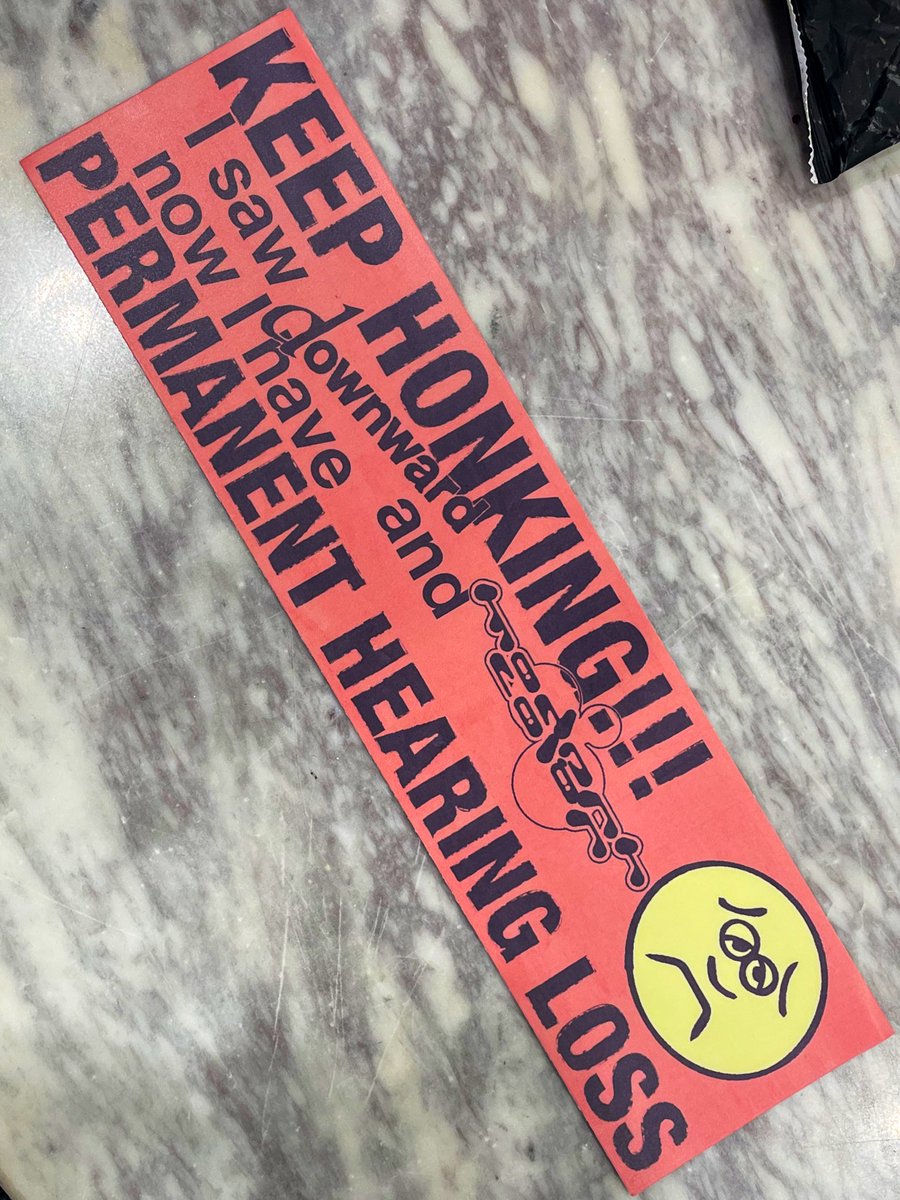 KEEP HONKING!!!
I saw downward and
now I have
PERMANENT HEARING LOSS